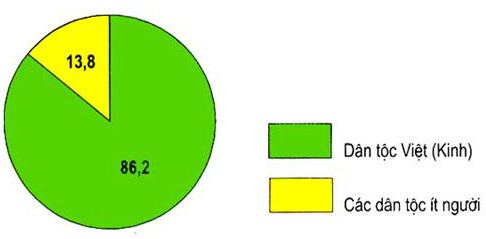 13,8
86,2
Dân tộc Việt (Kinh)
Các dân tộc ít người